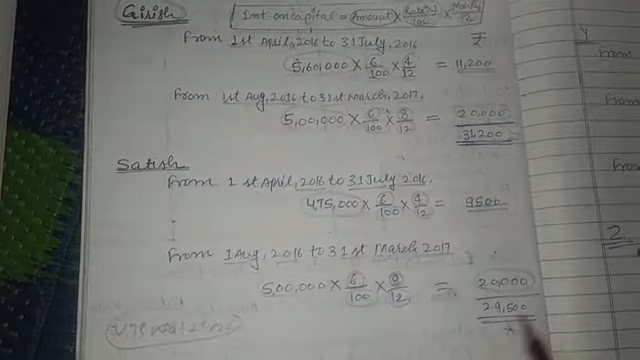 Girish
Int. on capital = Amount × Rate(%)/100 × Months/12
From 1st April, 2016 to 31 July, 2016
₹
5,60,000 × 6/100 × 4/12 = 11,200
From 1st Aug, 2016 to 31st March, 2017,
5,00,000 × 6/100 × 8/12 = 20,000
31,200
Satish
From 1st April, 2016 to 31 July 2016,
475,000 × 6/100 × 4/12 = 9500
From 1 Aug, 2016 to 31st March 2017
5,00,000 × 6/100 × 8/12 = 20,000
29,500
Y
From
From
From
2